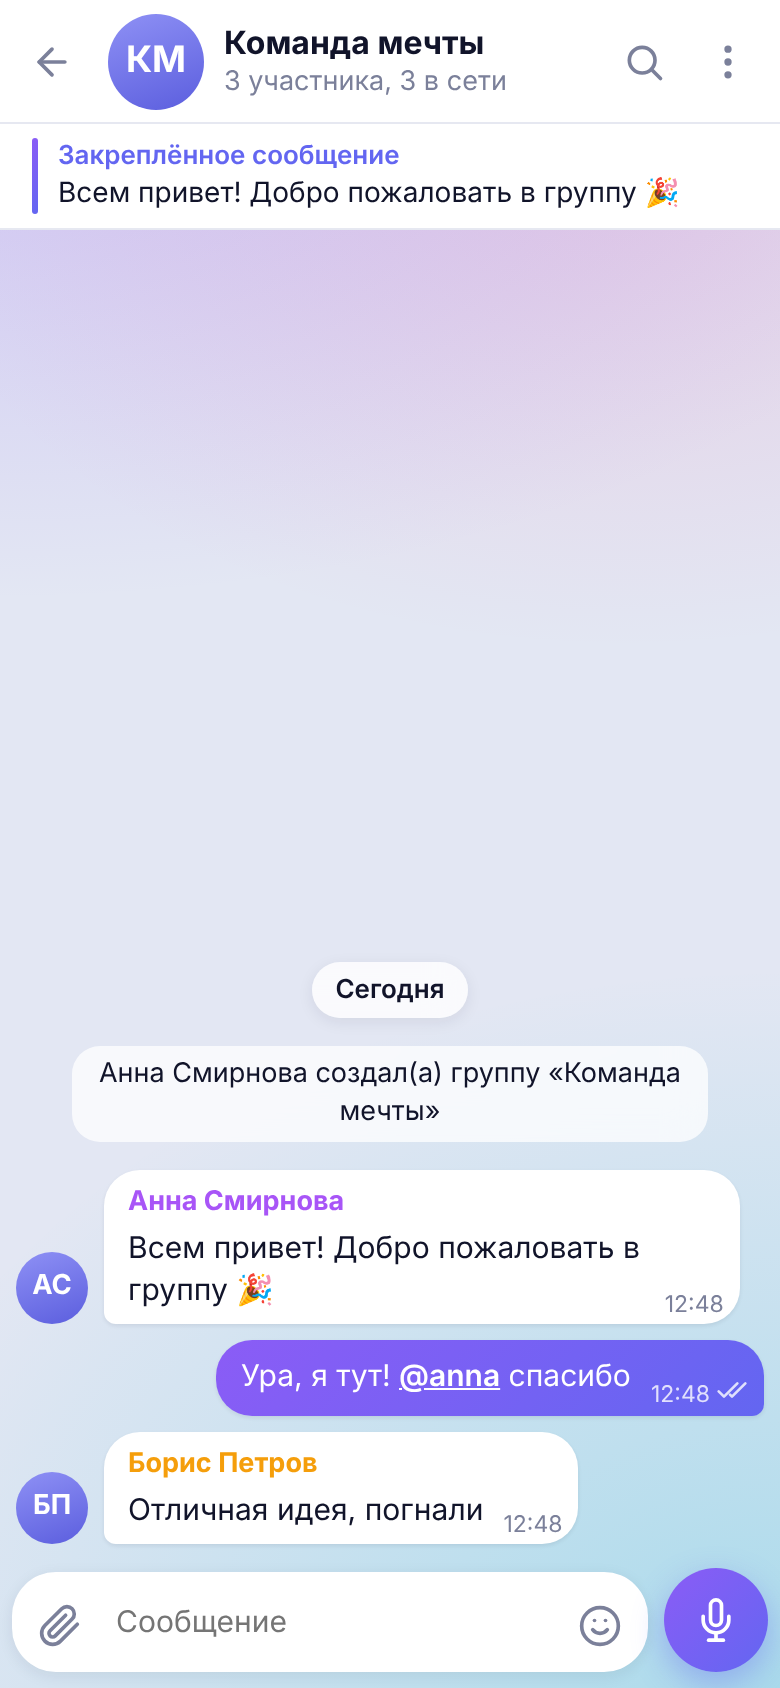 КМ
Команда мечты
3 участника, 3 в сети
Закреплённое сообщение
Всем привет! Добро пожаловать в группу 🎉
Сегодня
Анна Смирнова создал(а) группу «Команда
мечты»
Анна Смирнова
Всем привет! Добро пожаловать в
группу 🎉
12:48
АС
Ура, я тут! @anna спасибо
12:48
Борис Петров
Отличная идея, погнали
12:48
БП
Сообщение